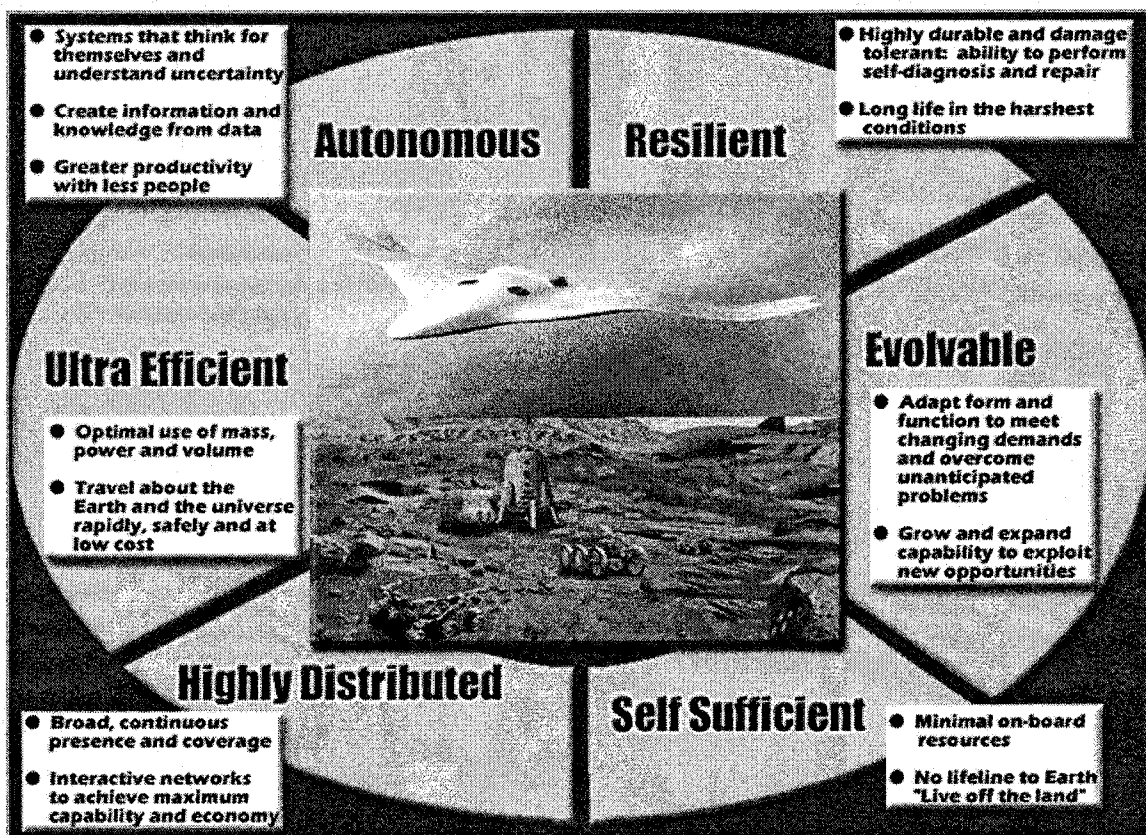 Autonomous
● Systems that think for
themselves and
understand uncertainty
● Create information and
knowledge from data
● Greater productivity
with less people
Resilient
● Highly durable and damage
tolerant: ability to perform
self-diagnosis and repair
● Long life in the harshest
conditions
Ultra Efficient
● Optimal use of mass,
power and volume
● Travel about the
Earth and the universe
rapidly, safely and at
low cost
Evolvable
● Adapt form and
function to meet
changing demands
and overcome
unanticipated
problems
● Grow and expand
capability to exploit
new opportunities
Highly Distributed
● Broad, continuous
presence and coverage
● Interactive networks
to achieve maximum
capability and economy
Self Sufficient
● Minimal on-board
resources
● No lifeline to Earth
"Live off the land"